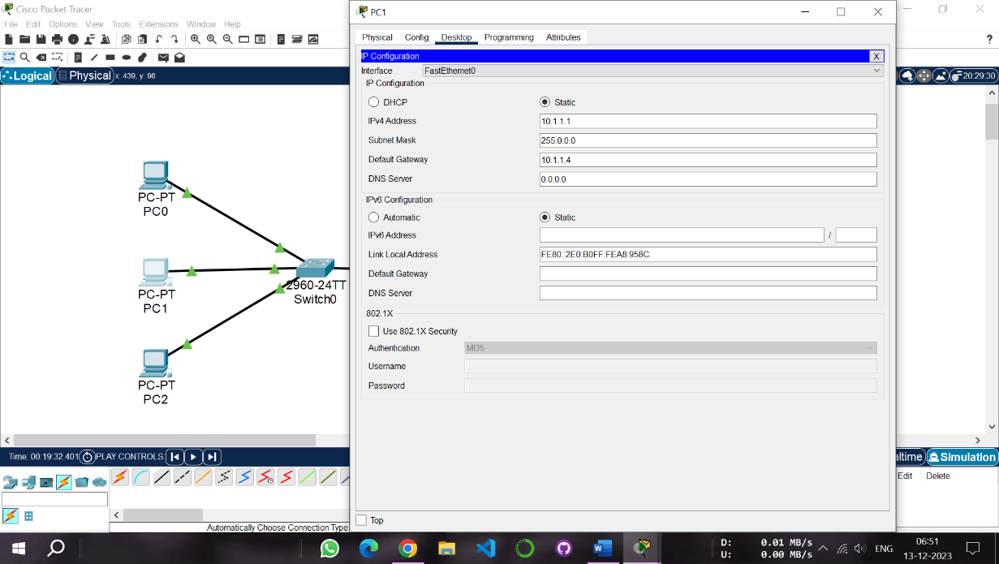 Cisco Packet Tracer
File Edit Options View Tools Extensions Window Help
?
Logical Physical x: 439, y: 96
20:29:30
PC-PT
PC0
PC-PT
PC1
PC-PT
PC2
2960-24TT
Switch0
Time: 00:19:32.401 PLAY CONTROLS:
altime Simulation
Edit Delete
Automatically Choose Connection Type
PC1
Physical Config Desktop Programming Attributes
IP Configuration X
Interface FastEthernet0
IP Configuration
DHCP Static
IPv4 Address 10.1.1.1
Subnet Mask 255.0.0.0
Default Gateway 10.1.1.4
DNS Server 0.0.0.0
IPv6 Configuration
Automatic Static
IPv6 Address /
Link Local Address FE80::2E0:B0FF:FEA8:958C
Default Gateway
DNS Server
802.1X
Use 802.1X Security
Authentication MD5
Username
Password
Top
D: 0.01 MB/s
U: 0.00 MB/s
ENG
06:51
13-12-2023